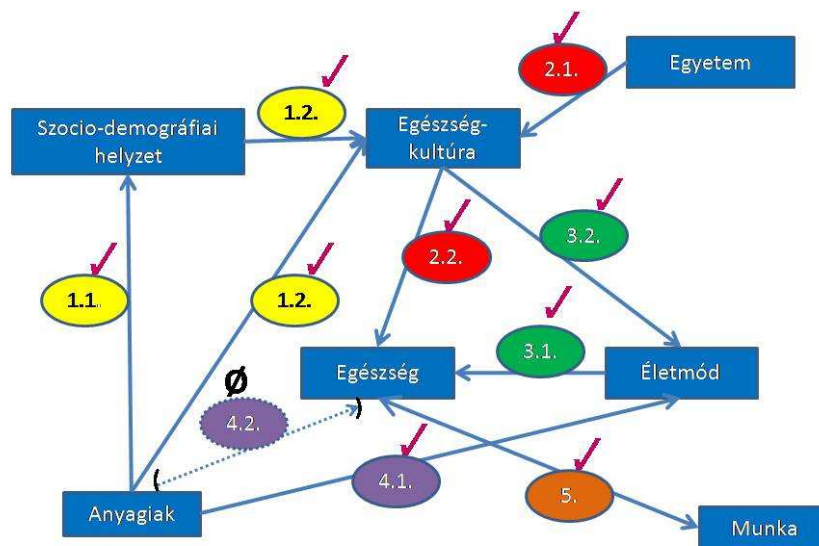 2.1.
Egyetem
1.2.
Szocio-demográfiai
helyzet
Egészség-
kultúra
3.2.
2.2.
1.1.
1.2.
3.1.
Egészség
Életmód
Ø
4.2.
4.1.
5.
Anyagiak
Munka